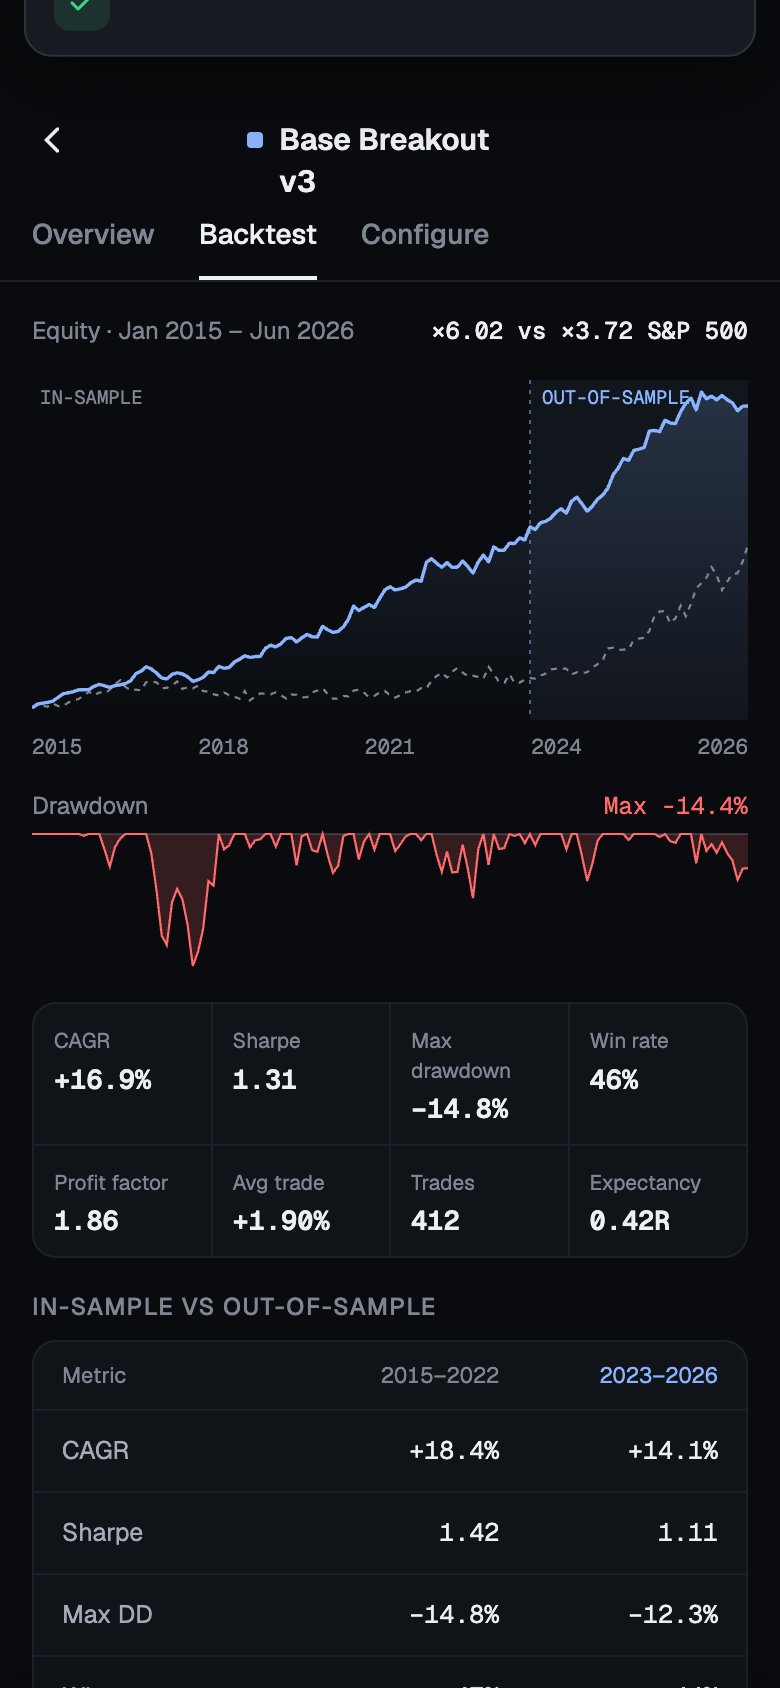 Base Breakout
v3
Overview Backtest Configure
Equity · Jan 2015 – Jun 2026 ×6.02 vs ×3.72 S&P 500
IN-SAMPLE OUT-OF-SAMPLE
2015 2018 2021 2024 2026
Drawdown Max -14.4%
CAGR
+16.9%
Sharpe
1.31
Max
drawdown
-14.8%
Win rate
46%
Profit factor
1.86
Avg trade
+1.90%
Trades
412
Expectancy
0.42R
IN-SAMPLE VS OUT-OF-SAMPLE
Metric 2015–2022 2023–2026
CAGR +18.4% +14.1%
Sharpe 1.42 1.11
Max DD -14.8% -12.3%